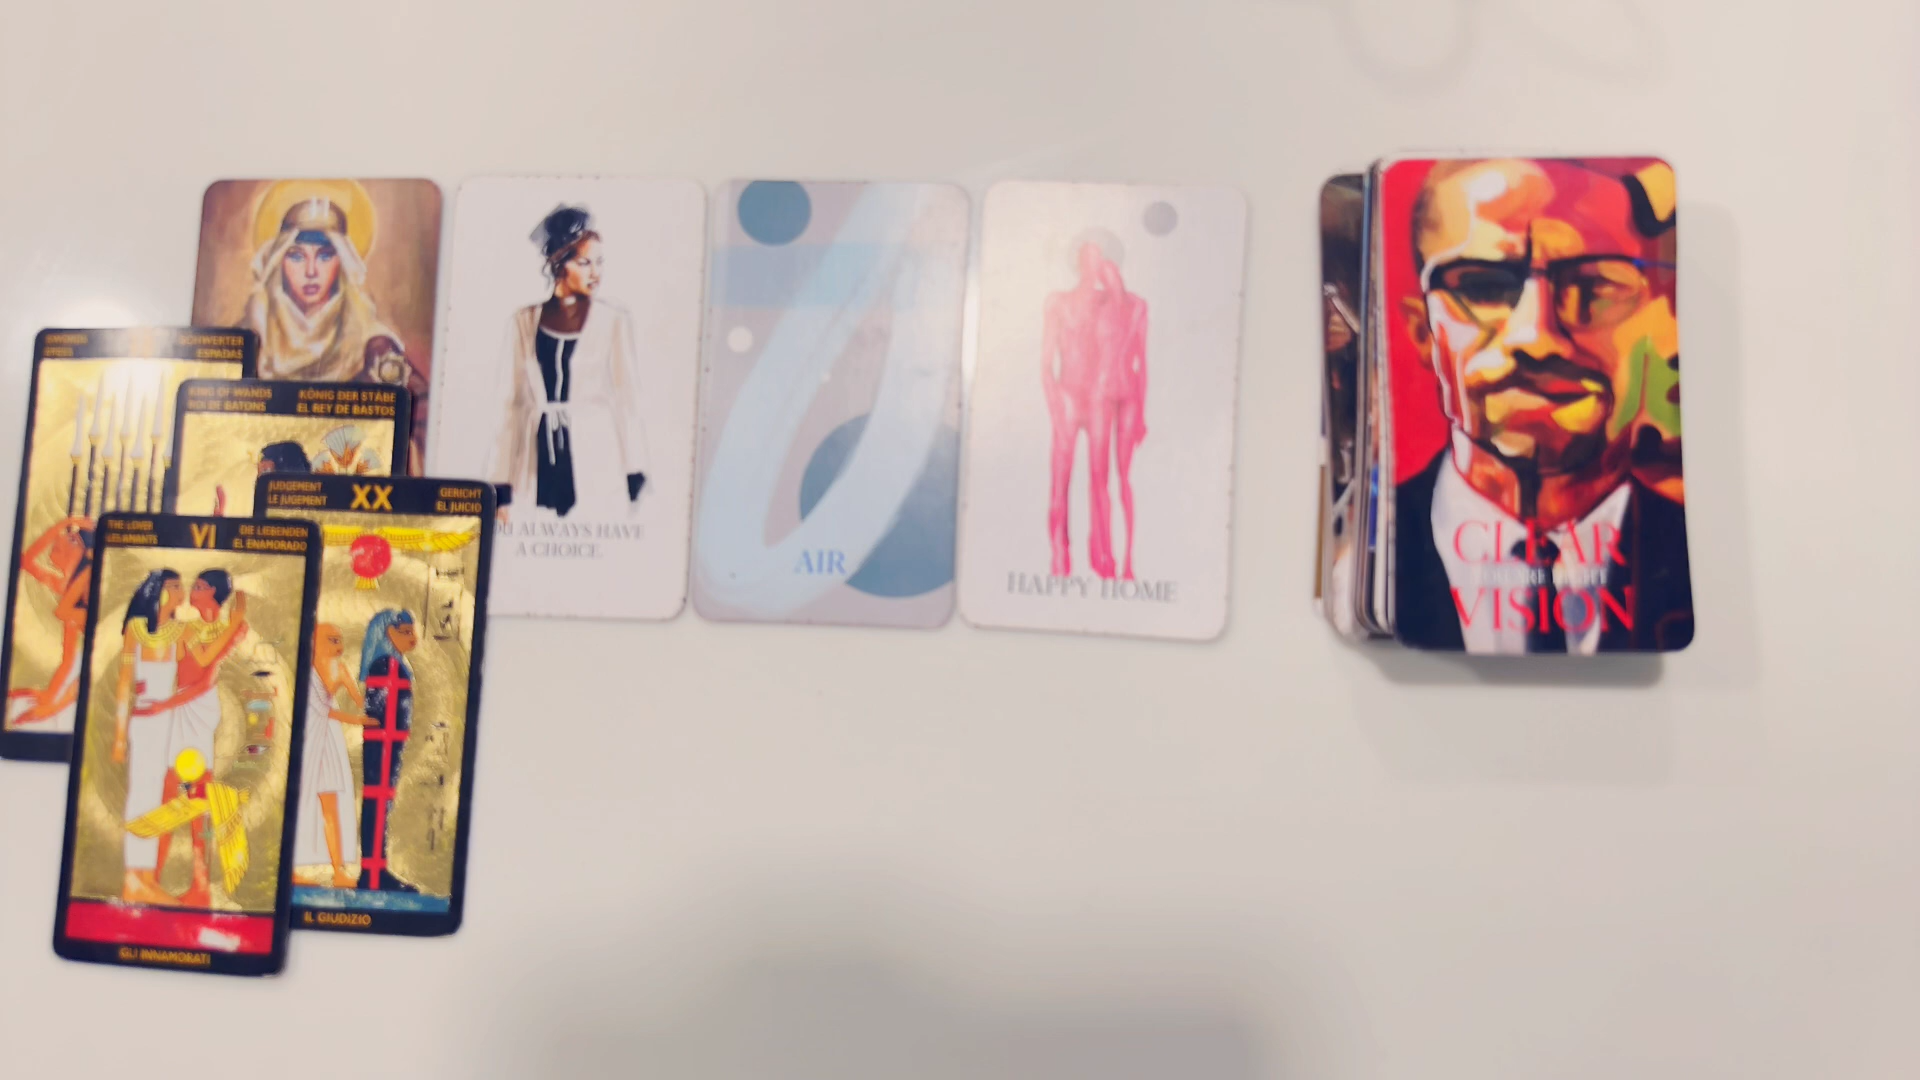 SCHWERTER
ESPADAS
KING OF WANDS
KÖNIG DER STÄBE
ROI DE BATONS
EL REY DE BASTOS
JUDGEMENT
LE JUGEMENT
XX
GERICHT
EL JUICIO
IL GIUDIZIO
THE LOVER
LES AMANTS
VI
DIE LIEBENDEN
EL ENAMORADO
GLI INNAMORATI
OU ALWAYS HAVE
A CHOICE.
AIR
HAPPY HOME
CLEAR
VISION